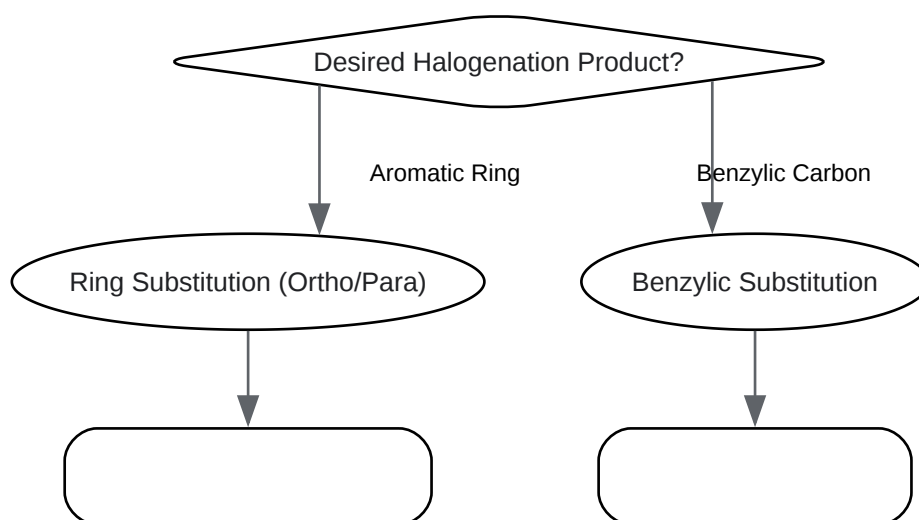 Desired Halogenation Product?
Aromatic Ring
Benzylic Carbon
Ring Substitution (Ortho/Para)
Benzylic Substitution